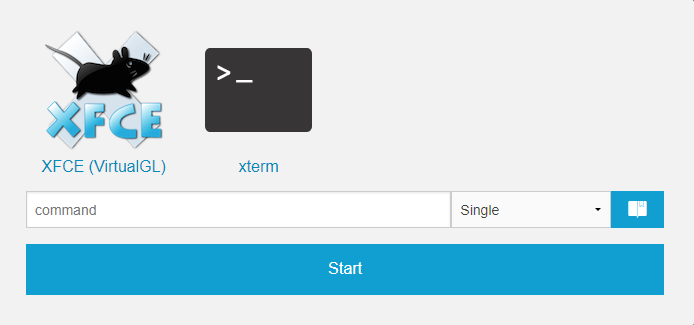 XFCE
>_
XFCE (VirtualGL)
xterm
command
Single
Start